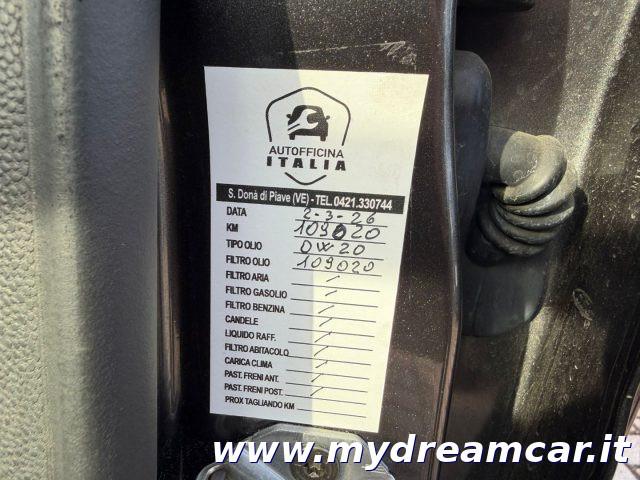 AUTOFFICINA
ITALIA
S. Donà di Piave (VE) - TEL. 0421.330744
DATA 2-3-26
KM 109020
TIPO OLIO 0W20
FILTRO OLIO 109020
FILTRO ARIA
FILTRO GASOLIO
FILTRO BENZINA
CANDELE
LIQUIDO RAFF.
FILTRO ABITACOLO
CARICA CLIMA
PAST. FRENI ANT.
PAST. FRENI POST.
PROX TAGLIANDO KM
www.mydreamcar.it